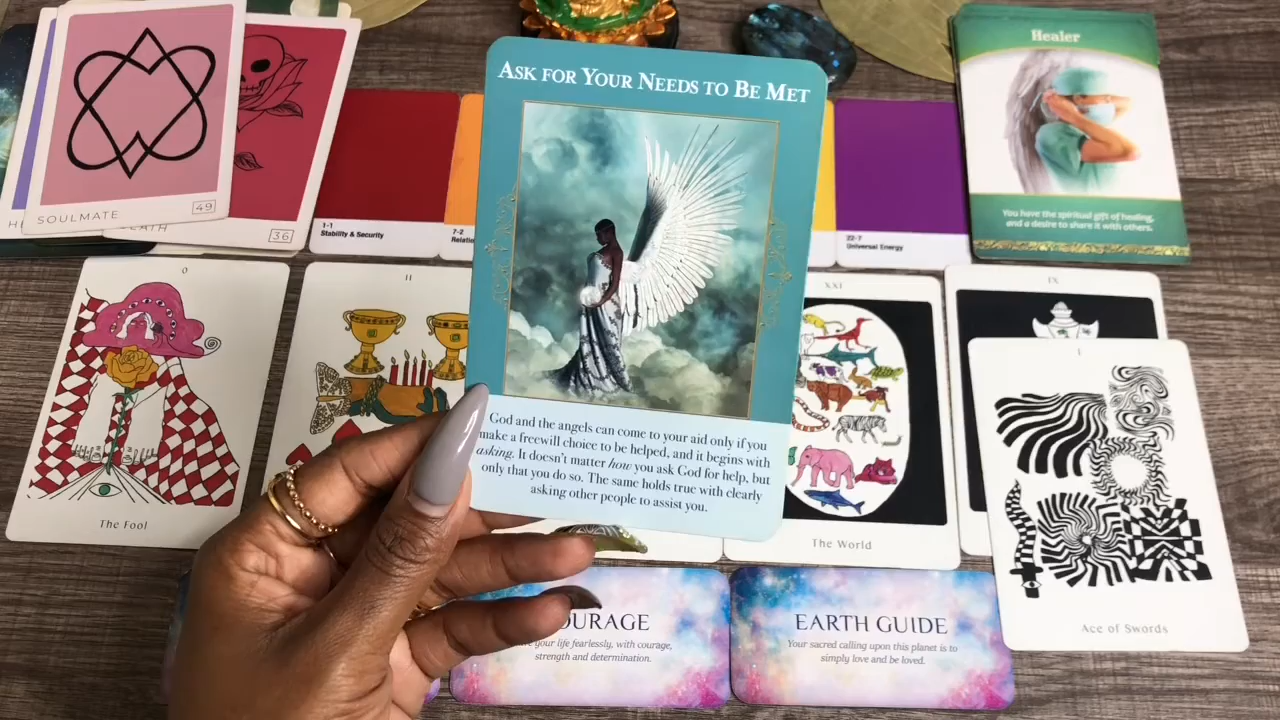 SOULMATE
49
36
1-1
Stability & Security
7-2
ASK FOR YOUR NEEDS TO BE MET
God and the angels can come to your aid only if you
make a freewill choice to be helped, and it begins with
asking. It doesn't matter how you ask God for help, but
only that you do so. The same holds true with clearly
asking other people to assist you.
22-7
Universal Energy
Healer
You have the spiritual gift of healing,
and a desire to share it with others.
0
The Fool
II
XXI
The World
IX
I
Ace of Swords
your life fearlessly, with courage,
strength and determination.
EARTH GUIDE
Your sacred calling upon this planet is to
simply love and be loved.